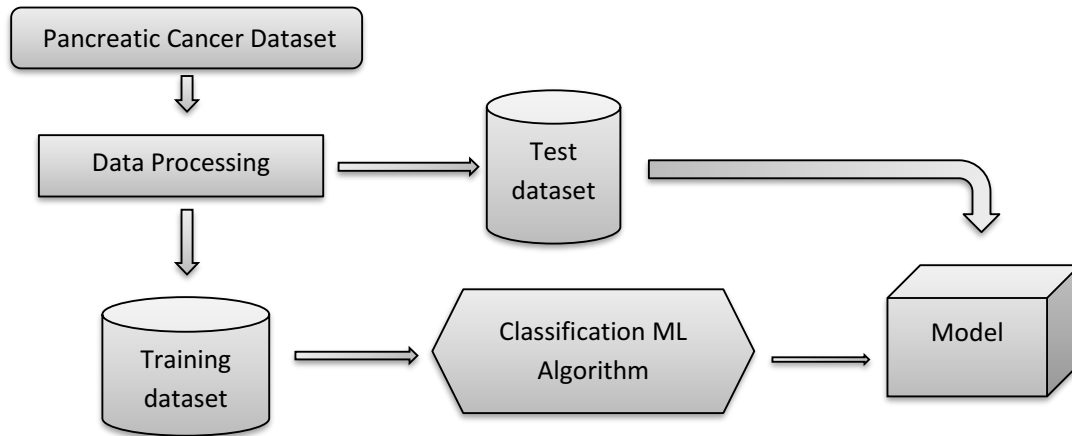 Pancreatic Cancer Dataset
Data Processing
Test
dataset
Training
dataset
Classification ML
Algorithm
Model